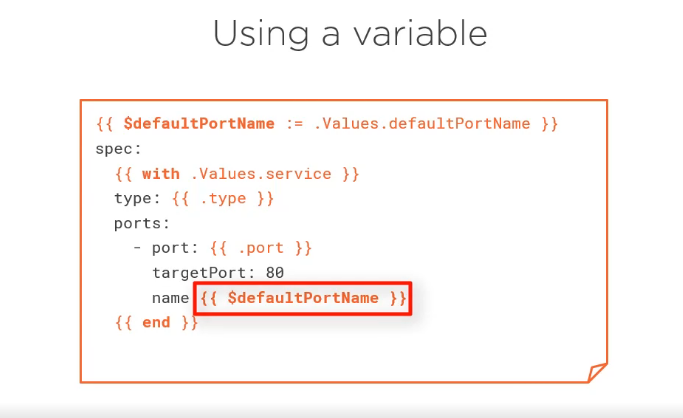 Using a variable
{{ $defaultPortName := .Values.defaultPortName }}
spec:
  {{ with .Values.service }}
  type: {{ .type }}
  ports:
    - port: {{ .port }}
      targetPort: 80
      name {{ $defaultPortName }}
  {{ end }}